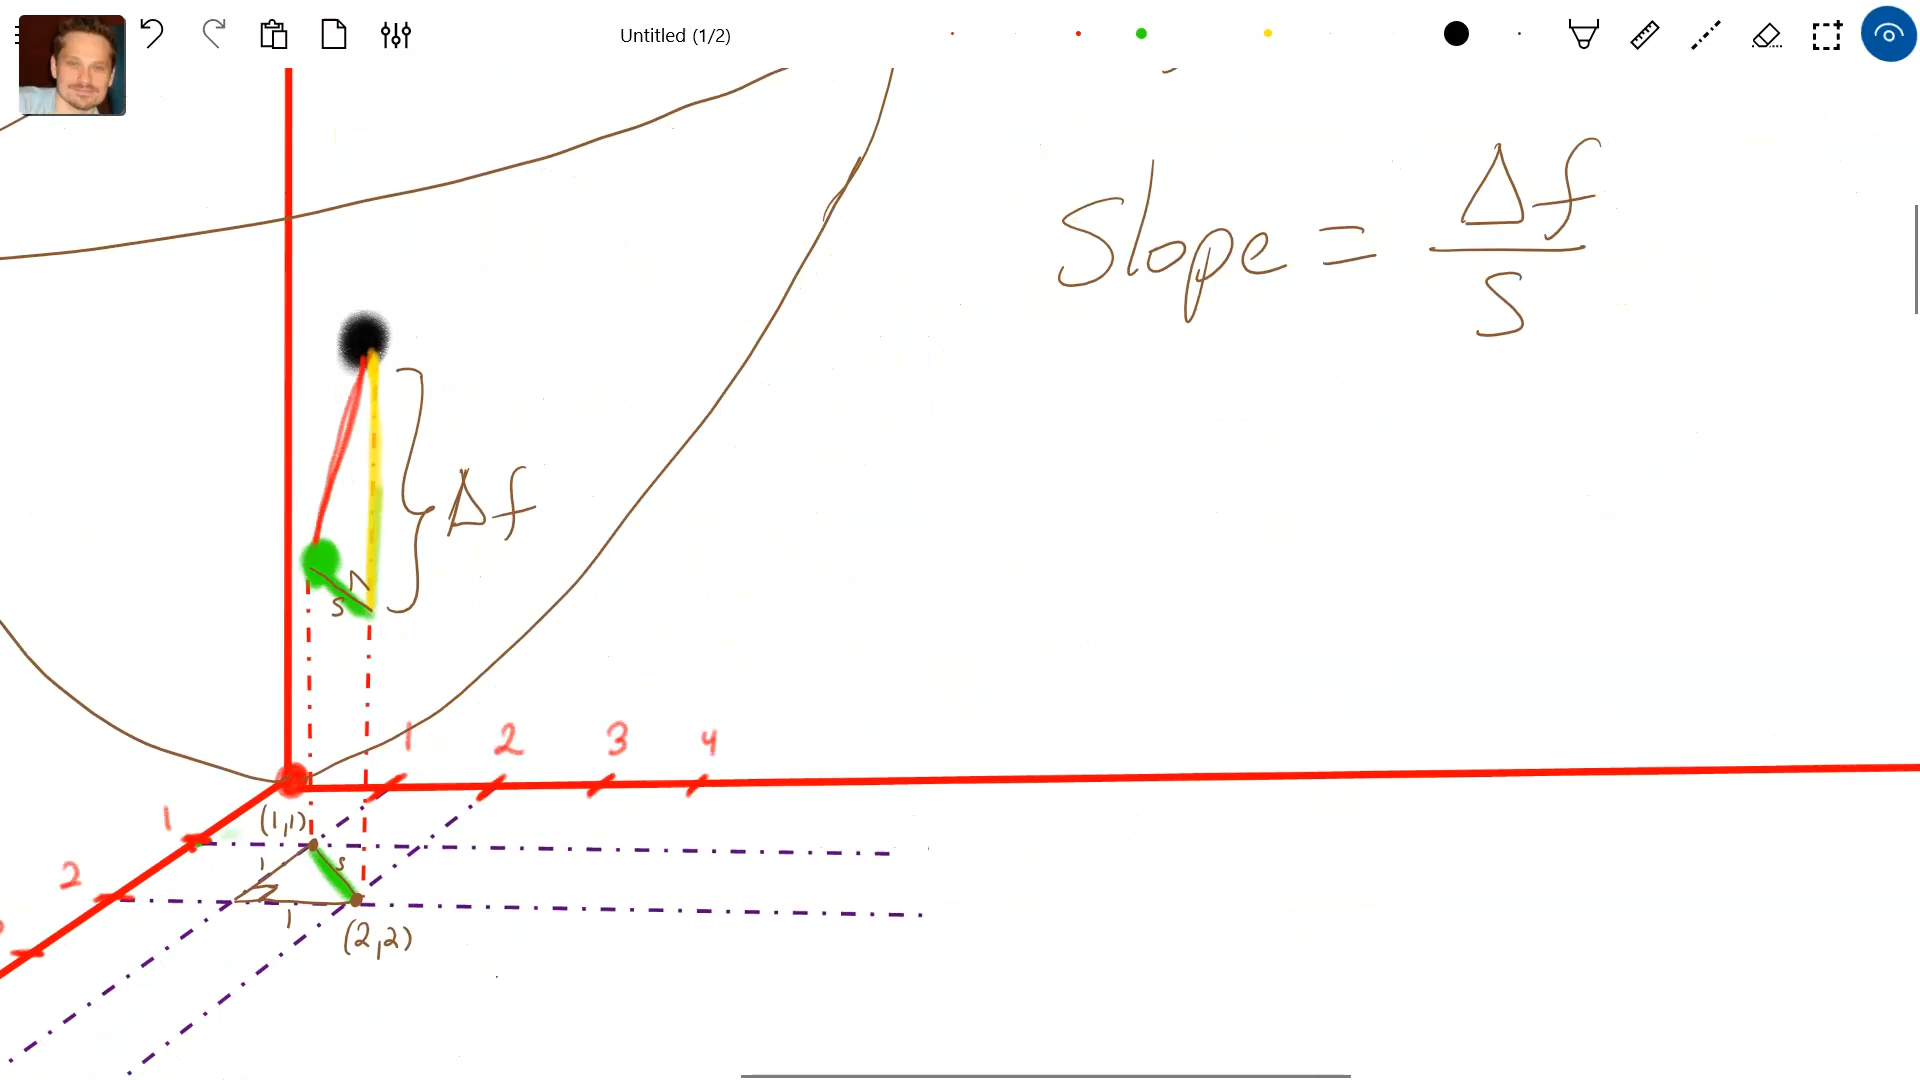 Untitled (1/2)
Slope = Δf
s
Δf
s
1 2 3 4
(1,1)
1
1
s
2
1
(2,2)